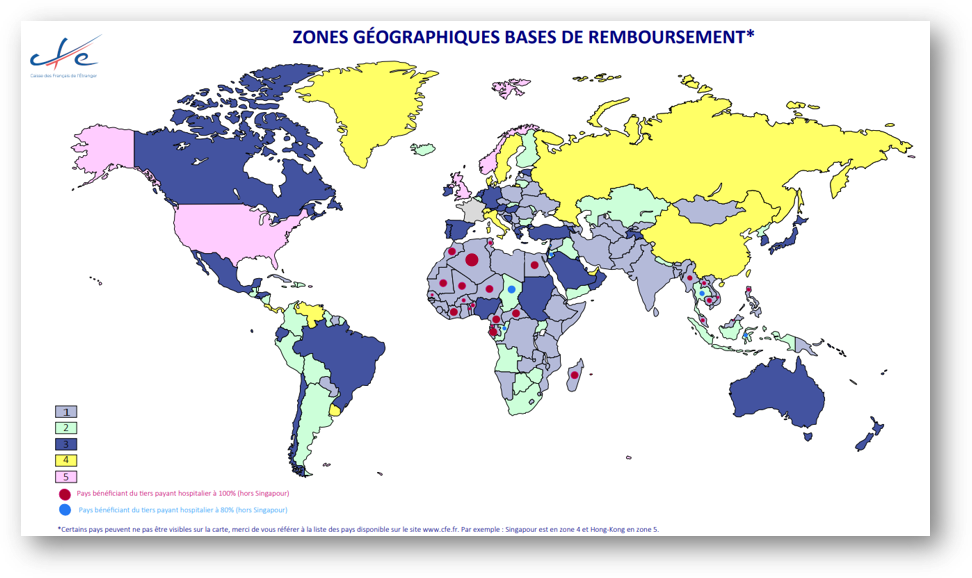 ZONES GÉOGRAPHIQUES BASES DE REMBOURSEMENT*
cfe
Caisse des Français de l'Étranger
1
2
3
4
5
Pays bénéficiant du tiers payant hospitalier à 100% (hors Singapour)
Pays bénéficiant du tiers payant hospitalier à 80% (hors Singapour)
*Certains pays peuvent ne pas être visibles sur la carte, merci de vous référer à la liste des pays disponible sur le site www.cfe.fr. Par exemple : Singapour est en zone 4 et Hong-Kong en zone 5.